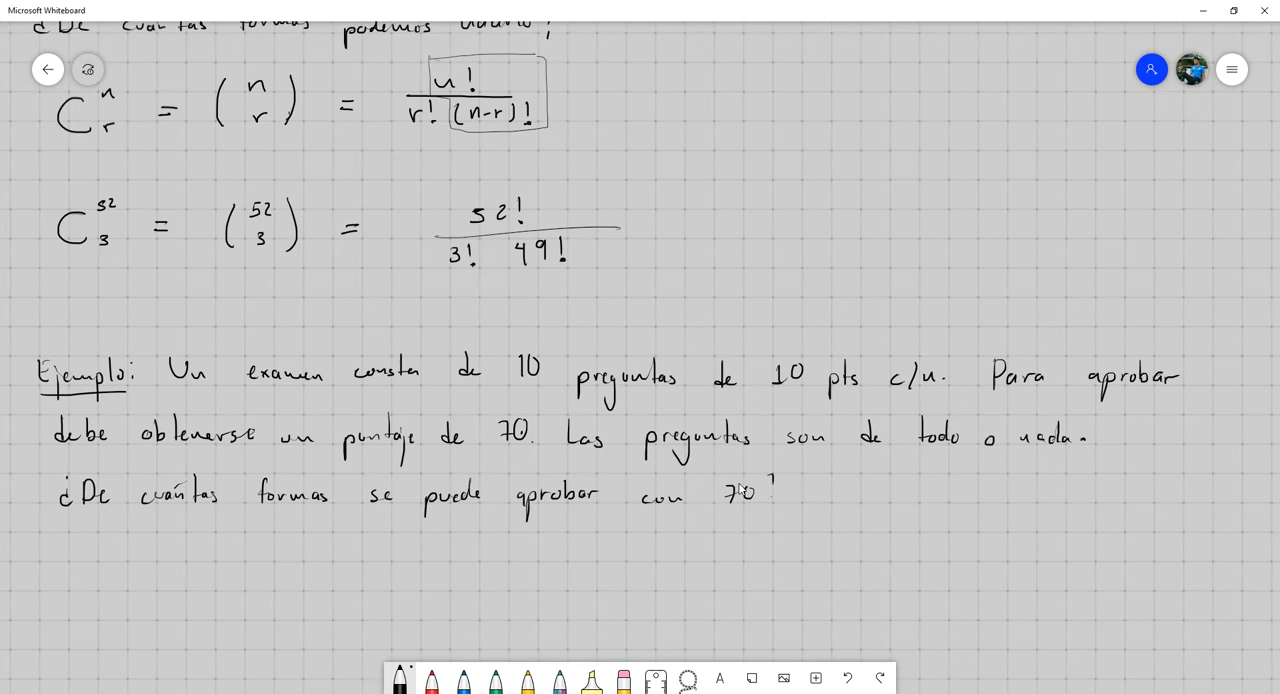 Microsoft Whiteboard
¿De cuántas formas podemos
C n r = ( n r ) = n! / r! (n-r)!
C 52 3 = ( 52 3 ) = 52! / 3! 49!
Ejemplo: Un examen consta de 10 preguntas de 10 pts c/u. Para aprobar
debe obtenerse un puntaje de 70. Las preguntas son de todo o nada.
¿De cuántas formas se puede aprobar con 70?
A